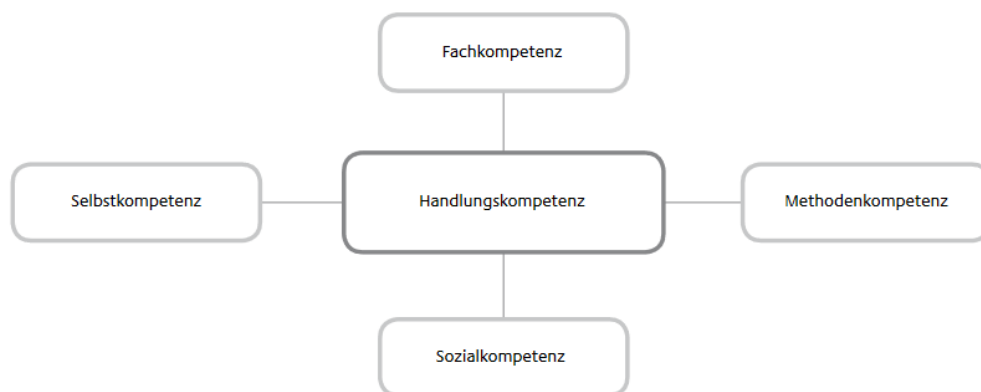 Fachkompetenz
Selbstkompetenz
Handlungskompetenz
Methodenkompetenz
Sozialkompetenz